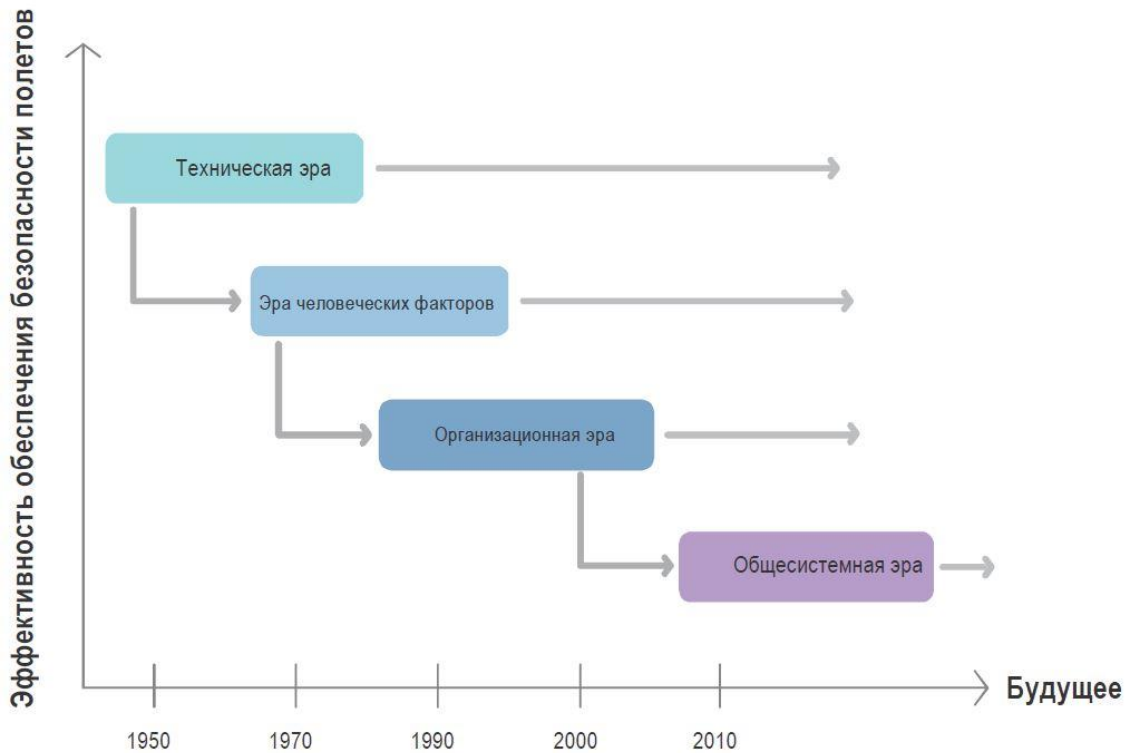 Эффективность обеспечения безопасности полетов
Техническая эра
Эра человеческих факторов
Организационная эра
Общесистемная эра
Будущее
1950 1970 1990 2000 2010